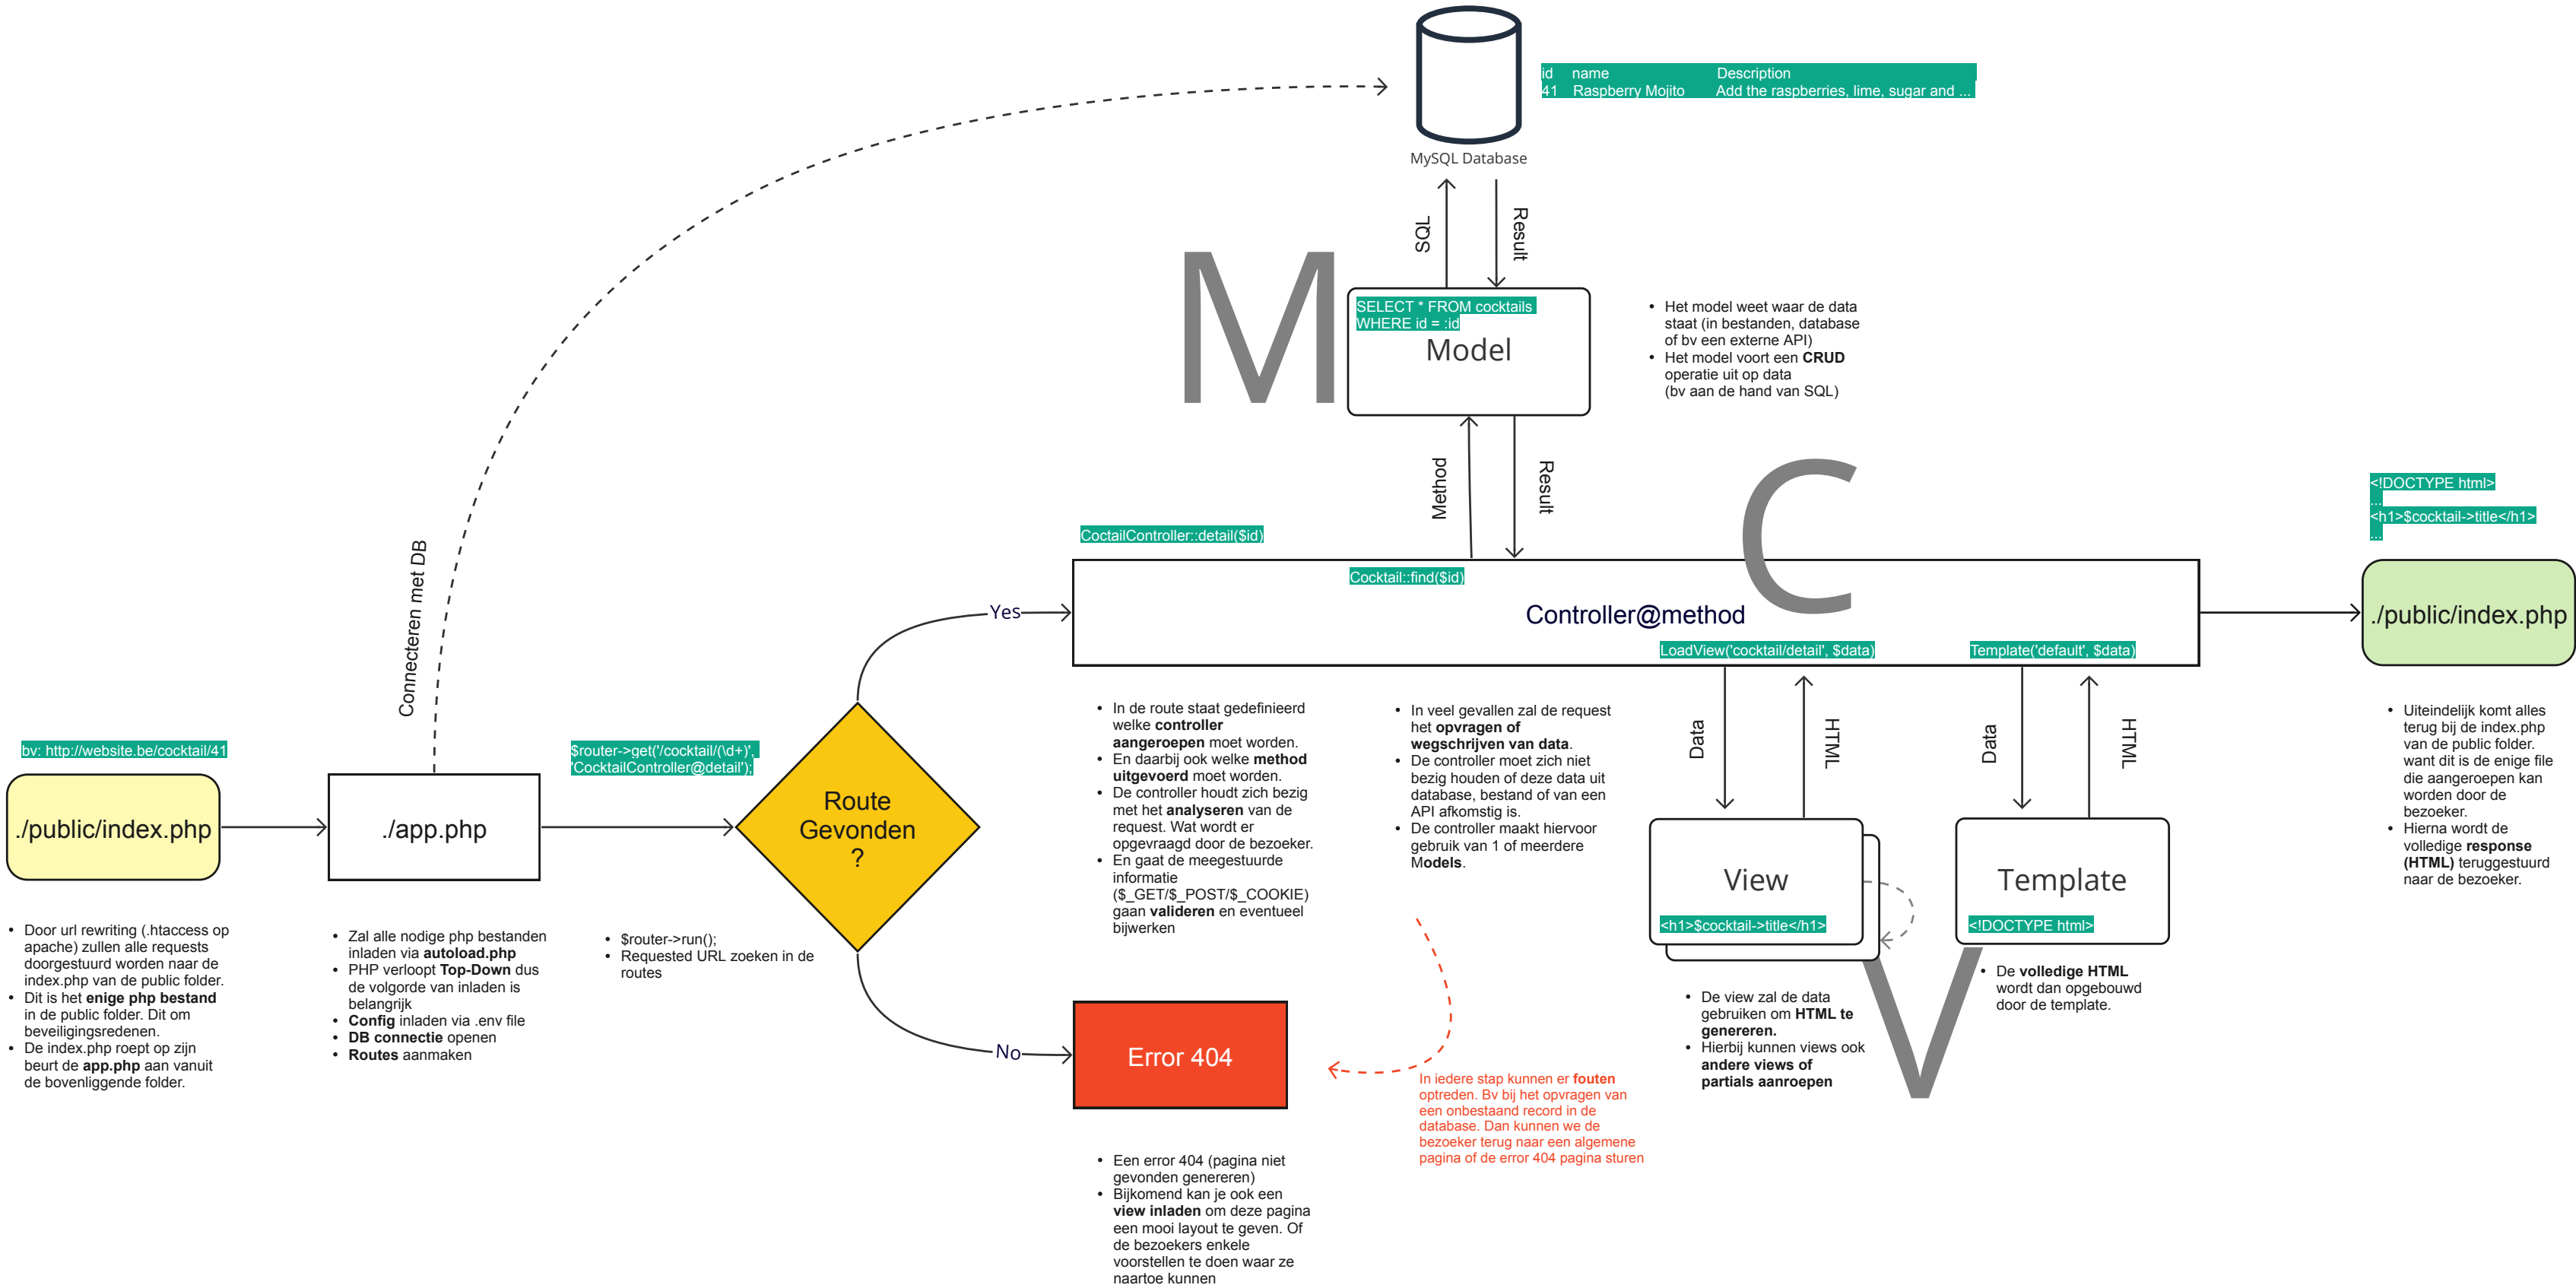 id name Description
41 Raspberry Mojito Add the raspberries, lime, sugar and ...
MySQL Database
SQL
Result
M
SELECT * FROM cocktails
WHERE id = :id
Model
• Het model weet waar de data
staat (in bestanden, database
of bv een externe API)
• Het model voort een CRUD
operatie uit op data
(bv aan de hand van SQL)
Method
Result
C
<!DOCTYPE html>
...
<h1>$cocktail->title</h1>
...
Connecteren met DB
CoctailController::detail($id)
Cocktail::find($id)
Yes
Controller@method
./public/index.php
LoadView('cocktail/detail', $data)
Template('default', $data)
bv: http://website.be/cocktail/41
$router->get('/cocktail/(\d+)',
'CocktailController@detail');
./public/index.php
./app.php
Route
Gevonden
?
• In de route staat gedefinieerd
welke controller
aangeroepen moet worden.
• En daarbij ook welke method
uitgevoerd moet worden.
• De controller houdt zich bezig
met het analyseren van de
request. Wat wordt er
opgevraagd door de bezoeker.
• En gaat de meegestuurde
informatie
($_GET/$_POST/$_COOKIE)
gaan valideren en eventueel
bijwerken
• In veel gevallen zal de request
het opvragen of
wegschrijven van data.
• De controller moet zich niet
bezig houden of deze data uit
database, bestand of van een
API afkomstig is.
• De controller maakt hiervoor
gebruik van 1 of meerdere
Models.
Data
HTML
Data
HTML
• Uiteindelijk komt alles
terug bij de index.php
van de public folder.
want dit is de enige file
die aangeroepen kan
worden door de
bezoeker.
• Hierna wordt de
volledige response
(HTML) teruggestuurd
naar de bezoeker.
View
<h1>$cocktail->title</h1>
Template
<!DOCTYPE html>
• Door url rewriting (.htaccess op
apache) zullen alle requests
doorgestuurd worden naar de
index.php van de public folder.
• Dit is het enige php bestand
in de public folder. Dit om
beveiligingsredenen.
• De index.php roept op zijn
beurt de app.php aan vanuit
de bovenliggende folder.
• Zal alle nodige php bestanden
inladen via autoload.php
• PHP verloopt Top-Down dus
de volgorde van inladen is
belangrijk
• Config inladen via .env file
• DB connectie openen
• Routes aanmaken
• $router->run();
• Requested URL zoeken in de
routes
No
Error 404
In iedere stap kunnen er fouten
optreden. Bv bij het opvragen van
een onbestaand record in de
database. Dan kunnen we de
bezoeker terug naar een algemene
pagina of de error 404 pagina sturen
• De view zal de data
gebruiken om HTML te
genereren.
• Hierbij kunnen views ook
andere views of
partials aanroepen
V
• De volledige HTML
wordt dan opgebouwd
door de template.
• Een error 404 (pagina niet
gevonden genereren)
• Bijkomend kan je ook een
view inladen om deze pagina
een mooi layout te geven. Of
de bezoekers enkele
voorstellen te doen waar ze
naartoe kunnen